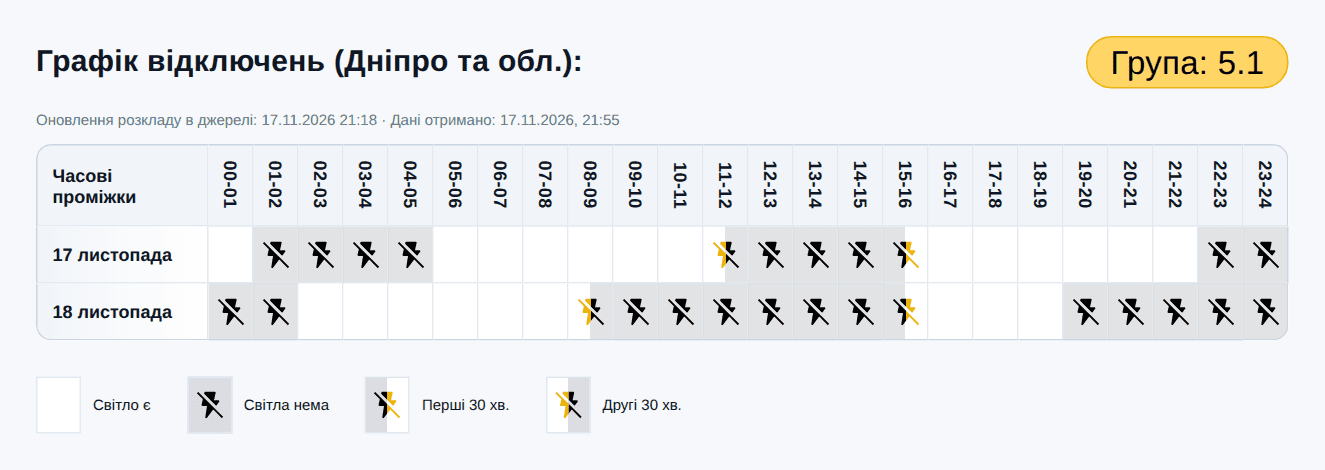 Графік відключень (Дніпро та обл.):
Група: 5.1
Оновлення розкладу в джерелі: 17.11.2026 21:18 · Дані отримано: 17.11.2026, 21:55
Часові
проміжки
00-01 01-02 02-03 03-04 04-05 05-06 06-07 07-08 08-09 09-10 10-11 11-12 12-13 13-14 14-15 15-16 16-17 17-18 18-19 19-20 20-21 21-22 22-23 23-24
17 листопада
18 листопада
Світло є Світла нема Перші 30 хв. Другі 30 хв.